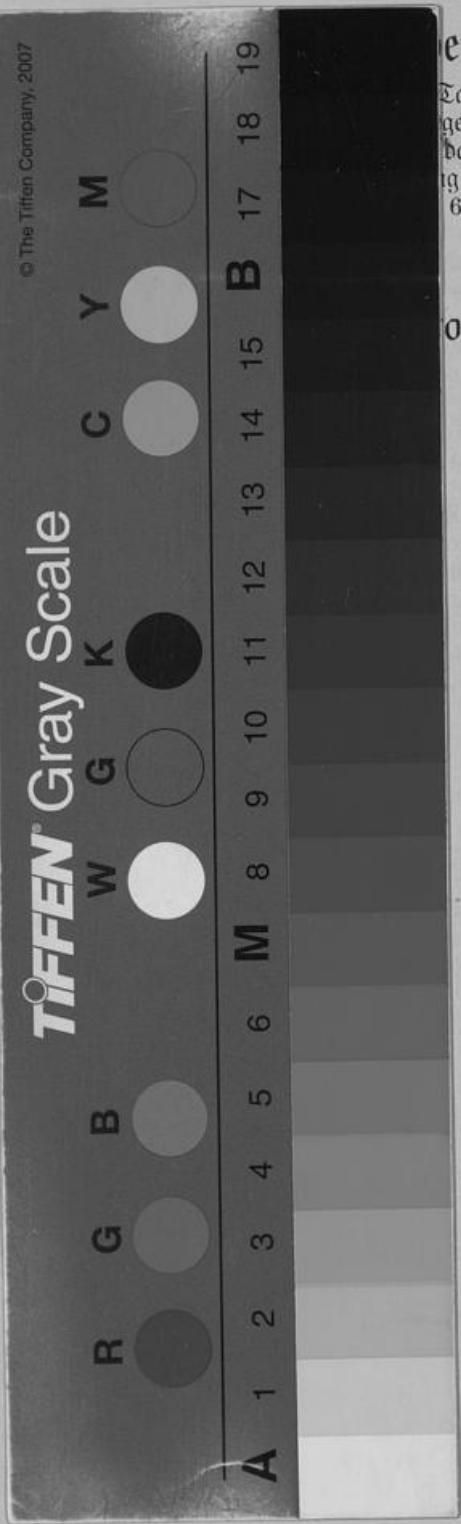 © The Tiffen Company, 2007
TIFFEN® Gray Scale
R G B W G K C Y M
A 1 2 3 4 5 6 M 8 9 10 11 12 13 14 15 B 17 18 19